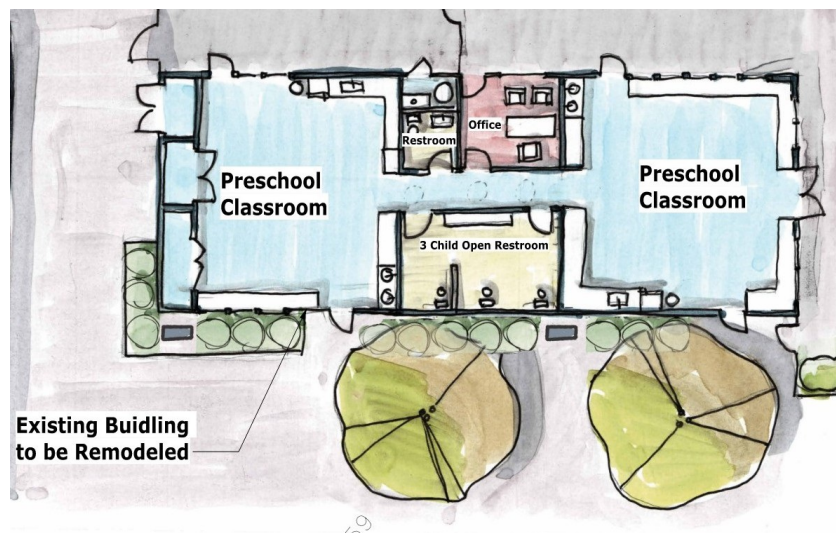 Preschool
Classroom
Restroom
Office
Preschool
Classroom
3 Child Open Restroom
Existing Buidling
to be Remodeled